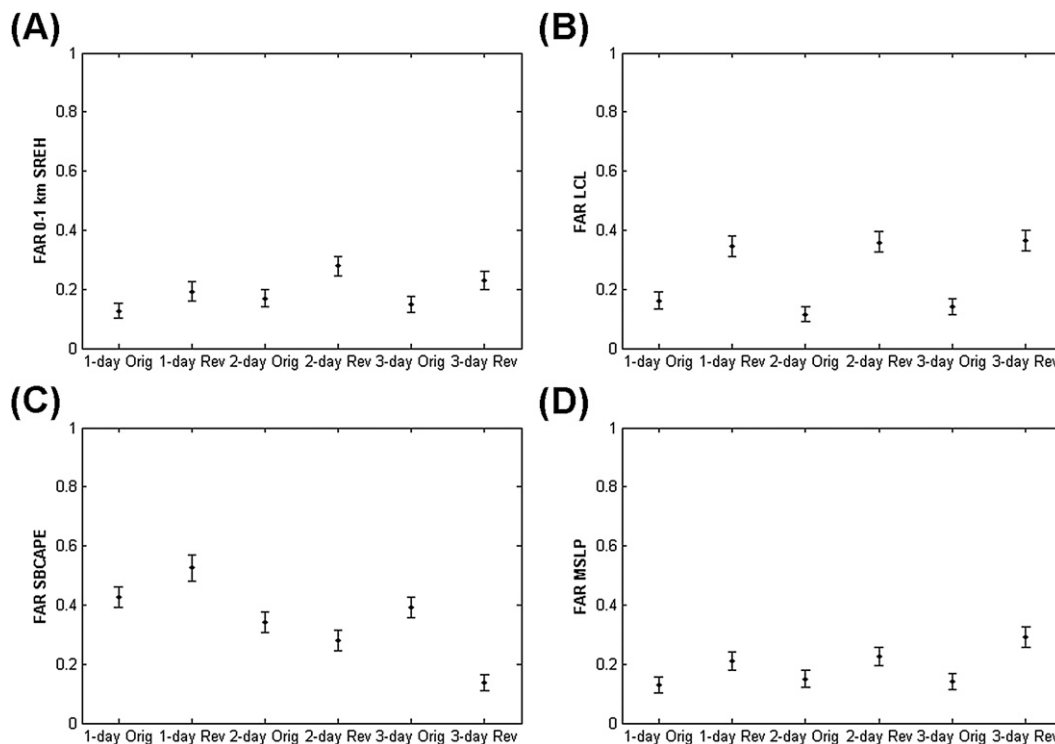 (A)
FAR 0-1 km SREH
1
0.8
0.6
0.4
0.2
0
1-day Orig 1-day Rev 2-day Orig 2-day Rev 3-day Orig 3-day Rev
(B)
FAR LCL
1
0.8
0.6
0.4
0.2
0
1-day Orig 1-day Rev 2-day Orig 2-day Rev 3-day Orig 3-day Rev
(C)
FAR SBCAPE
1
0.8
0.6
0.4
0.2
0
1-day Orig 1-day Rev 2-day Orig 2-day Rev 3-day Orig 3-day Rev
(D)
FAR MSLP
1
0.8
0.6
0.4
0.2
0
1-day Orig 1-day Rev 2-day Orig 2-day Rev 3-day Orig 3-day Rev